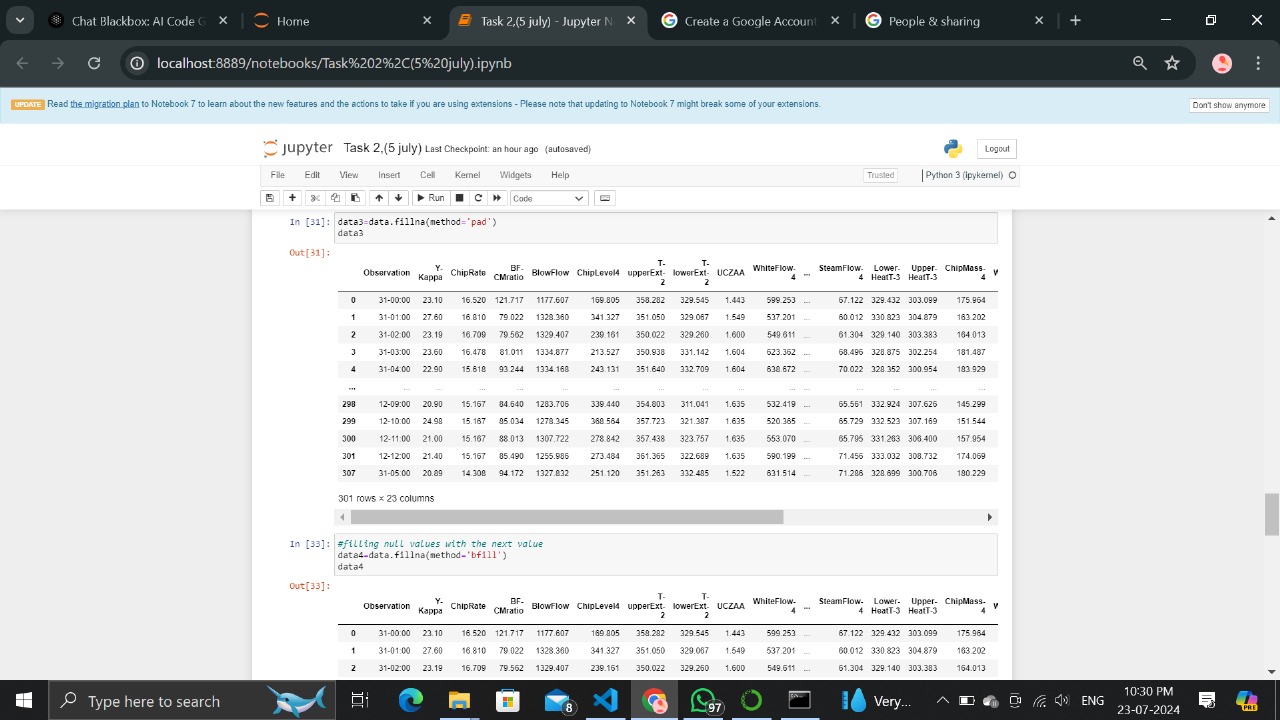 Chat Blackbox: AI Code G
Home
Task 2,(5 july) - Jupyter N
Create a Google Account
People & sharing
localhost:8889/notebooks/Task%202%2C(5%20july).ipynb
UPDATE Read the migration plan to Notebook 7 to learn about the new features and the actions to take if you are using extensions - Please note that updating to Notebook 7 might break some of your extensions.
Don't show anymore
jupyter Task 2,(5 july) Last Checkpoint: an hour ago (autosaved)
Logout
File Edit View Insert Cell Kernel Widgets Help
Trusted Python 3 (ipykernel)
Run Code
In [31]: data3=data.fillna(method='pad')
data3
Out[31]:
Observation Y-Kappa ChipRate BF-CMratio BlowFlow ChipLevel4 T-upperExt-2 T-lowerExt-2 UCZAA WhiteFlow-4 ... SteamFlow-4 Lower-HeatT-3 Upper-HeatT-3 ChipMass-4 W
0 31-00:00 23.10 16.520 121.717 1177.607 169.805 358.282 329.545 1.443 599.253 ... 67.122 329.432 303.099 175.964
1 31-01:00 27.60 16.810 79.022 1328.360 341.327 351.050 329.067 1.549 537.201 ... 60.012 330.823 304.879 163.202
2 31-02:00 23.19 16.709 79.562 1329.407 239.161 350.022 329.260 1.600 549.611 ... 61.304 329.140 303.383 164.013
3 31-03:00 23.60 16.478 81.011 1334.877 213.527 350.938 331.142 1.604 623.362 ... 68.496 328.875 302.254 181.487
4 31-04:00 22.90 15.618 93.244 1334.168 243.131 351.640 332.709 1.604 638.672 ... 70.022 328.352 300.954 183.929
... ... ... ... ... ... ... ... ... ... ... ... ... ... ...
298 12-09:00 20.90 15.167 84.640 1283.706 339.440 354.803 311.041 1.635 532.419 ... 65.561 332.924 307.626 145.299
299 12-10:00 24.98 15.167 85.034 1278.345 368.564 357.723 321.387 1.635 520.365 ... 65.729 332.523 307.169 151.544
300 12-11:00 21.00 15.167 88.013 1307.722 278.842 357.438 323.757 1.635 553.070 ... 65.795 331.263 306.400 157.954
301 12-12:00 21.40 15.167 85.490 1255.986 273.484 361.365 322.689 1.635 590.199 ... 71.456 333.032 308.732 174.069
307 31-05:00 20.89 14.308 94.172 1327.832 251.120 351.263 332.485 1.522 631.514 ... 71.286 328.699 300.706 180.229
301 rows × 23 columns
In [33]: #filling null values with the next value
data4=data.fillna(method='bfill')
data4
Out[33]:
Observation Y-Kappa ChipRate BF-CMratio BlowFlow ChipLevel4 T-upperExt-2 T-lowerExt-2 UCZAA WhiteFlow-4 ... SteamFlow-4 Lower-HeatT-3 Upper-HeatT-3 ChipMass-4 W
0 31-00:00 23.10 16.520 121.717 1177.607 169.805 358.282 329.545 1.443 599.253 ... 67.122 329.432 303.099 175.964
1 31-01:00 27.60 16.810 79.022 1328.360 341.327 351.050 329.067 1.549 537.201 ... 60.012 330.823 304.879 163.202
2 31-02:00 23.19 16.709 79.562 1329.407 239.161 350.022 329.260 1.600 549.611 ... 61.304 329.140 303.383 164.013
Type here to search
8
97
Very...
ENG
10:30 PM
23-07-2024
PRE